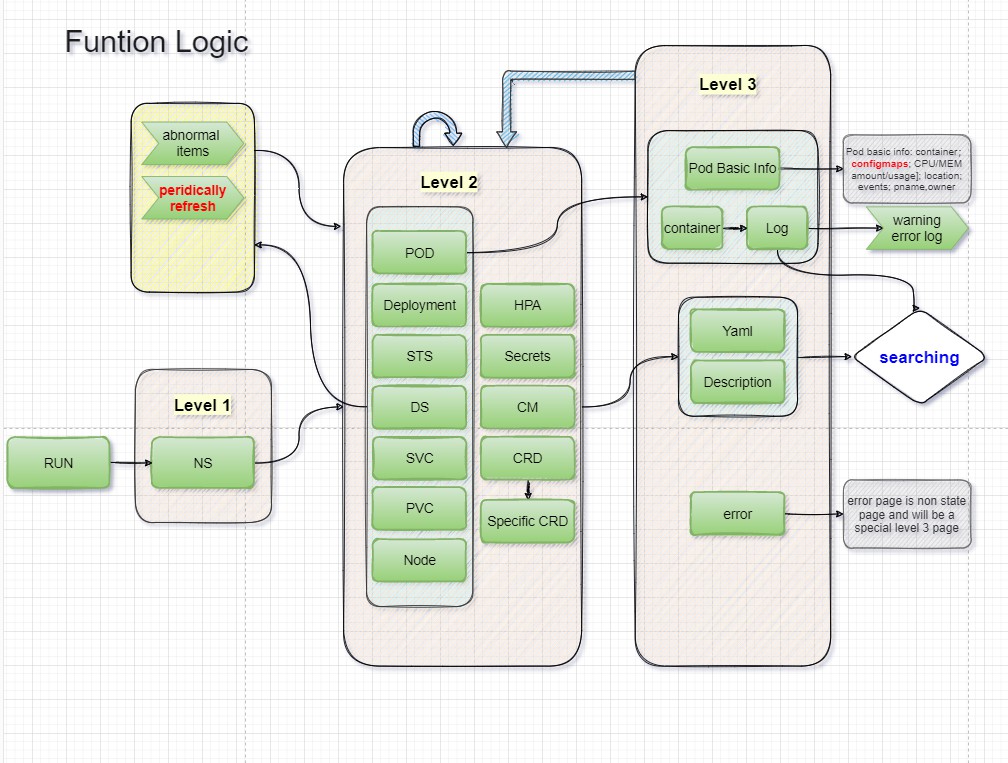 Funtion Logic
abnormal
items
peridically
refresh
Level 1
RUN
NS
Level 2
POD
Deployment
STS
DS
SVC
PVC
Node
HPA
Secrets
CM
CRD
Specific CRD
Level 3
Pod Basic Info
container
Log
Yaml
Description
error
Pod basic info: container;
configmaps; CPU/MEM
amount/usage]; location;
events; pname,owner
warning
error log
searching
error page is non state
page and will be a
special level 3 page